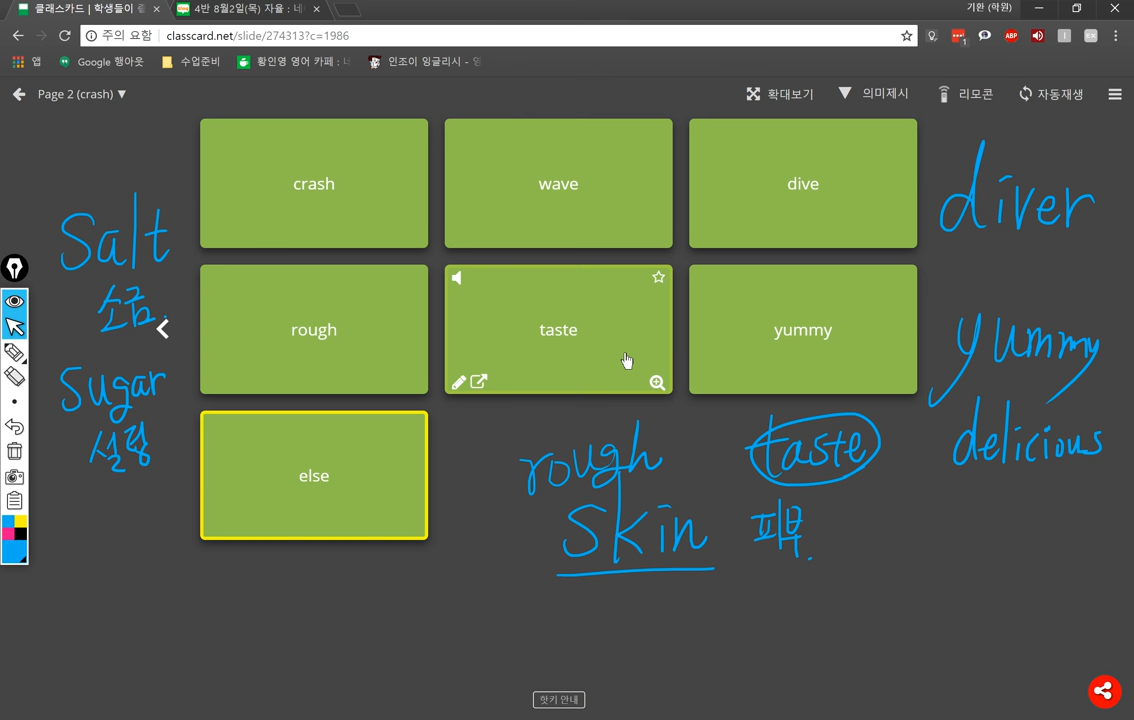 클래스카드 | 학생들이 
4반 8월2일(목) 자율 : 네
기환 (학원)
주의 요함
classcard.net/slide/274313?c=1986
ABP
1
앱
Google 행아웃
수업준비
황인영 영어 카페 : 네
인조이 잉글리시 -
Page 2 (crash) ▼
확대보기
의미제시
리모콘
자동재생
crash
wave
dive
diver
Salt
소금.
rough
taste
yummy
yummy
Sugar
설탕
else
rough
taste
delicious
Skin
피부.
핫키 안내